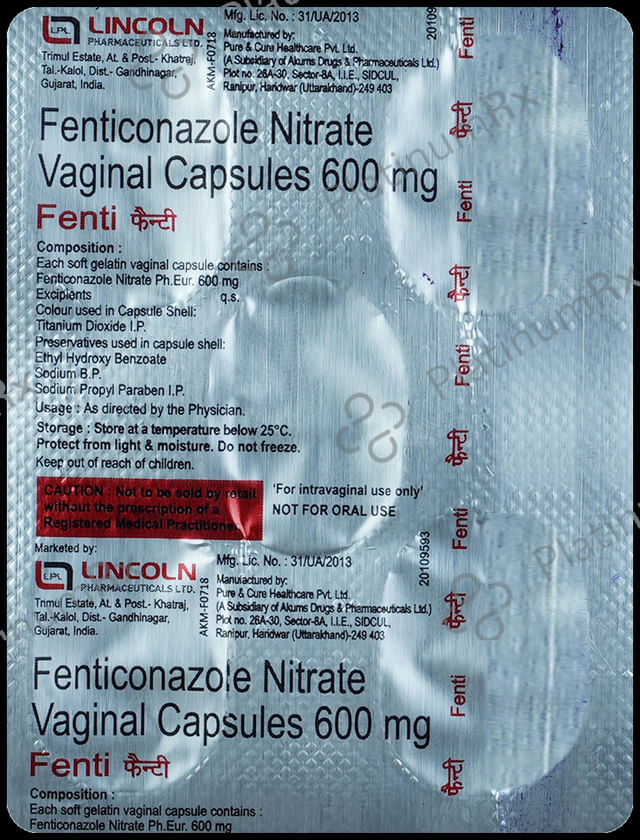 LPL LINCOLN
PHARMACEUTICALS LTD.
Trimul Estate, At. & Post.- Khatraj,
Tal.-Kalol, Dist.- Gandhinagar,
Gujarat, India.
AKM-F0718
Mfg. Lic. No. : 31/UA/2013
Manufactured by:
Pure & Cure Healthcare Pvt. Ltd.
(A Subsidiary of Akums Drugs & Pharmaceuticals Ltd.)
Plot no. 26A-30, Sector-8A, I.I.E., SIDCUL,
Ranipur, Haridwar (Uttarakhand)-249 403
Fenticonazole Nitrate
Vaginal Capsules 600 mg
Fenti फैन्टी
Composition :
Each soft gelatin vaginal capsule contains :
Fenticonazole Nitrate Ph.Eur. 600 mg
Excipients q.s.
Colour used in Capsule Shell:
Titanium Dioxide I.P.
Preservatives used in capsule shell:
Ethyl Hydroxy Benzoate
Sodium B.P.
Sodium Propyl Paraben I.P.
Usage : As directed by the Physician.
Storage : Store at a temperature below 25°C.
Protect from light & moisture. Do not freeze.
Keep out of reach of children.
CAUTION : Not to be sold by retail
without the prescription of a
Registered Medical Practitioner.
'For intravaginal use only'
NOT FOR ORAL USE
Marketed by:
LPL LINCOLN
PHARMACEUTICALS LTD.
Trimul Estate, At. & Post.- Khatraj,
Tal.-Kalol, Dist.- Gandhinagar,
Gujarat, India.
AKM-F0718
Mfg. Lic. No. : 31/UA/2013
Manufactured by:
Pure & Cure Healthcare Pvt. Ltd.
(A Subsidiary of Akums Drugs & Pharmaceuticals Ltd.)
Plot no. 26A-30, Sector-8A, I.I.E., SIDCUL,
Ranipur, Haridwar (Uttarakhand)-249 403
20109593
Fenticonazole Nitrate
Vaginal Capsules 600 mg
Fenti फैन्टी
Composition :
Each soft gelatin vaginal capsule contains :
Fenticonazole Nitrate Ph.Eur. 600 mg
Fenti
फैन्टी
Fenti
फैन्टी
Fenti
फैन्टी
Fenti
फैन्टी
Fenti
फैन्टी
PlatinumRx
PlatinumRx